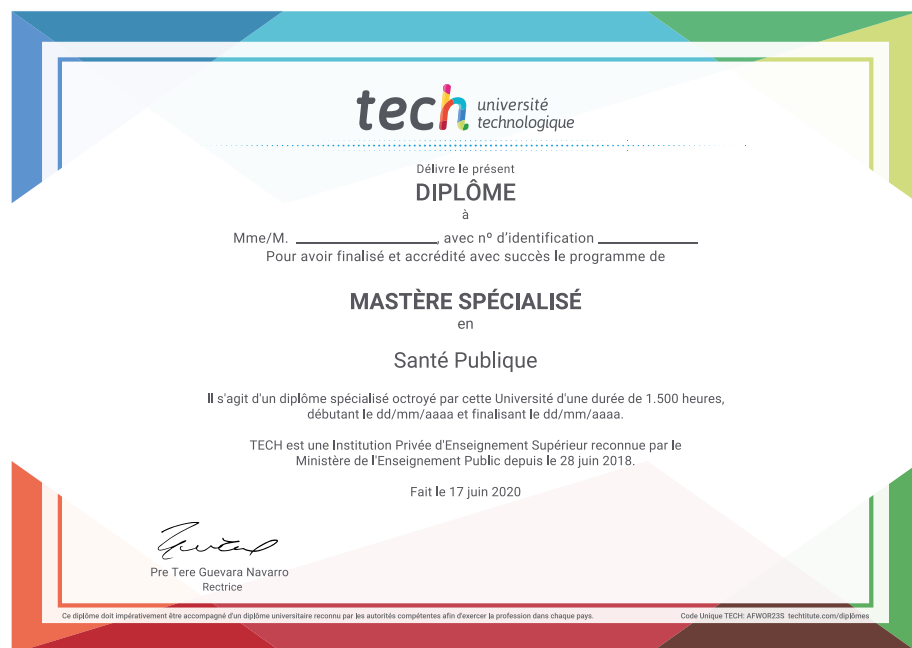 tech université
technologique
Délivre le présent
DIPLÔME
à
Mme/M. ____________, avec nº d'identification ____________
Pour avoir finalisé et accrédité avec succès le programme de
MASTÈRE SPÉCIALISÉ
en
Santé Publique
Il s'agit d'un diplôme spécialisé octroyé par cette Université d'une durée de 1.500 heures,
débutant le dd/mm/aaaa et finalisant le dd/mm/aaaa.
TECH est une Institution Privée d'Enseignement Supérieur reconnue par le
Ministère de l'Enseignement Public depuis le 28 juin 2018.
Fait le 17 juin 2020
Pre Tere Guevara Navarro
Rectrice
Ce diplôme doit impérativement être accompagné d'un diplôme universitaire reconnu par les autorités compétentes afin d'exercer la profession dans chaque pays.
Code Unique TECH: AFWOR23S techtitute.com/diplômes